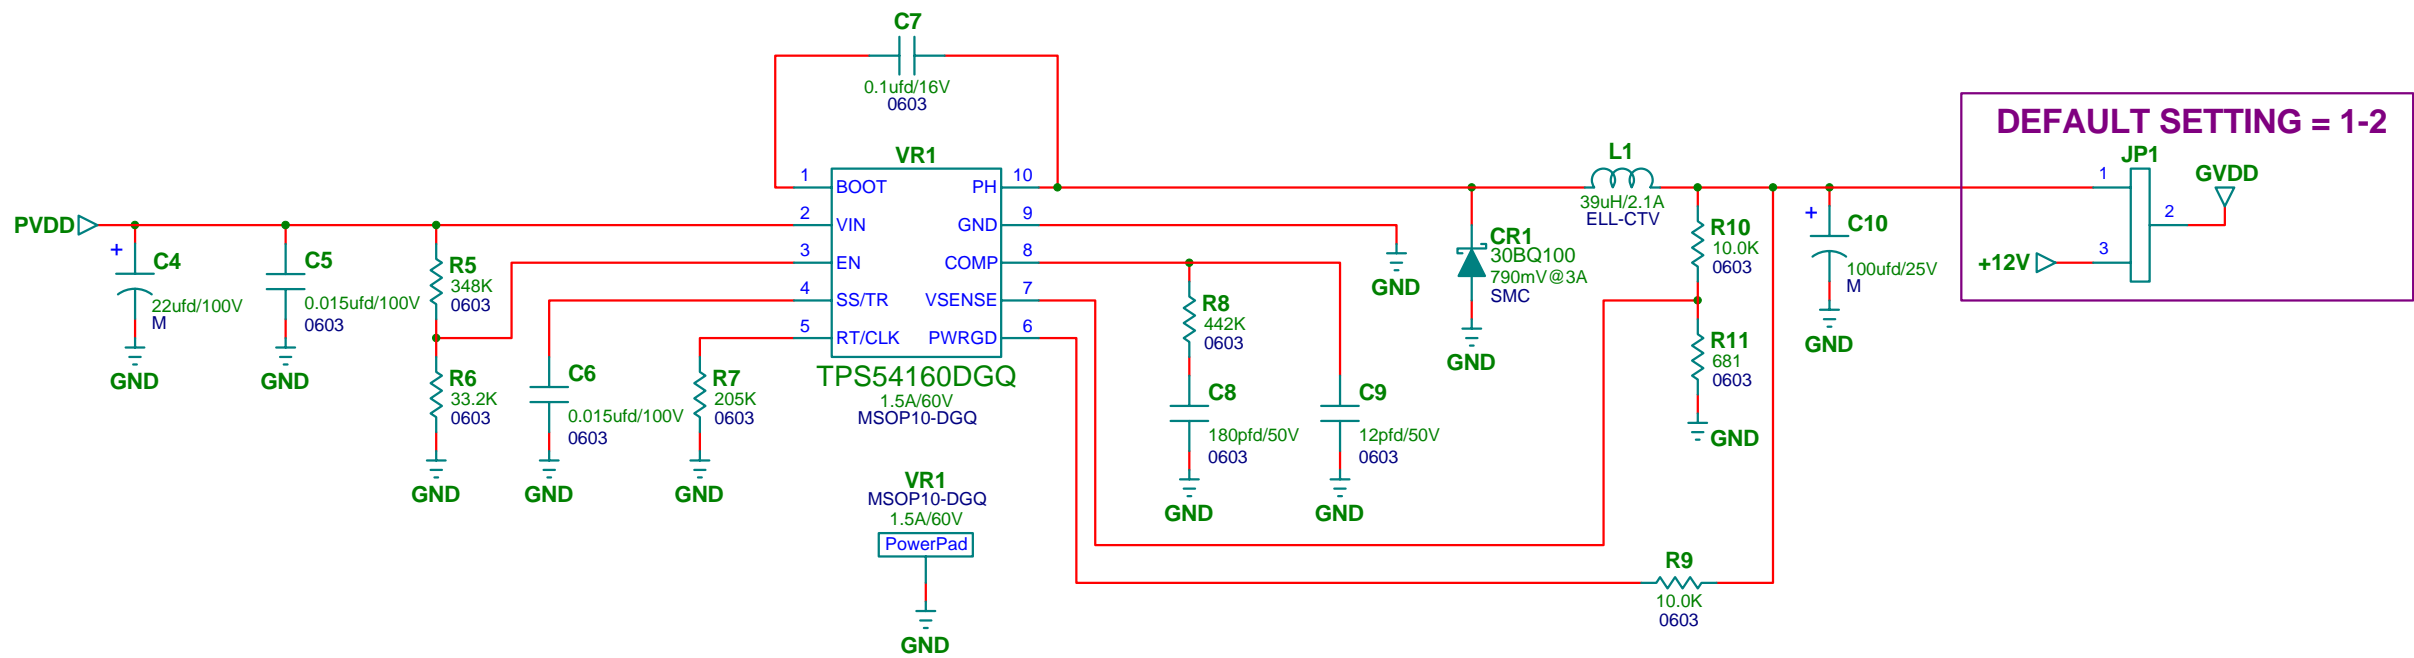 C7
0.1ufd/16V
0603
DEFAULT SETTING = 1-2
JP1
1
GVDD
2
+12V
3
VR1
1 BOOT PH 10
2 VIN GND 9
3 EN COMP 8
4 SS/TR VSENSE 7
5 RT/CLK PWRGD 6
TPS54160DGQ
1.5A/60V
MSOP10-DGQ
PVDD
+
C4
22ufd/100V
M
GND
C5
0.015ufd/100V
0603
GND
R5
348K
0603
R6
33.2K
0603
GND
C6
0.015ufd/100V
0603
GND
R7
205K
0603
GND
VR1
MSOP10-DGQ
1.5A/60V
PowerPad
GND
GND
R8
442K
0603
C8
180pfd/50V
0603
GND
C9
12pfd/50V
0603
GND
CR1
30BQ100
790mV@3A
SMC
GND
L1
39uH/2.1A
ELL-CTV
R10
10.0K
0603
R11
681
0603
GND
+
C10
100ufd/25V
M
GND
R9
10.0K
0603